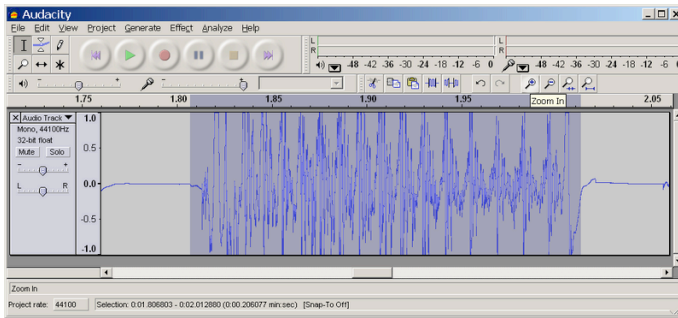 Audacity
File Edit View Project Generate Effect Analyze Help
L
R
-48 -42 -36 -30 -24 -18 -12 -6 0
L
R
-48 -42 -36 -30 -24 -18 -12 -6 0
- +
- +
1.75 1.80 1.85 1.90 1.95 2.05
Zoom In
X Audio Track
Mono, 44100Hz
32-bit float
Mute Solo
- +
L R
1.0
0.5
0.0
-0.5
-1.0
Zoom In
Project rate: 44100 Selection: 0:01.806803 - 0:02.012880 (0:00.206077 min:sec) [Snap-To Off]